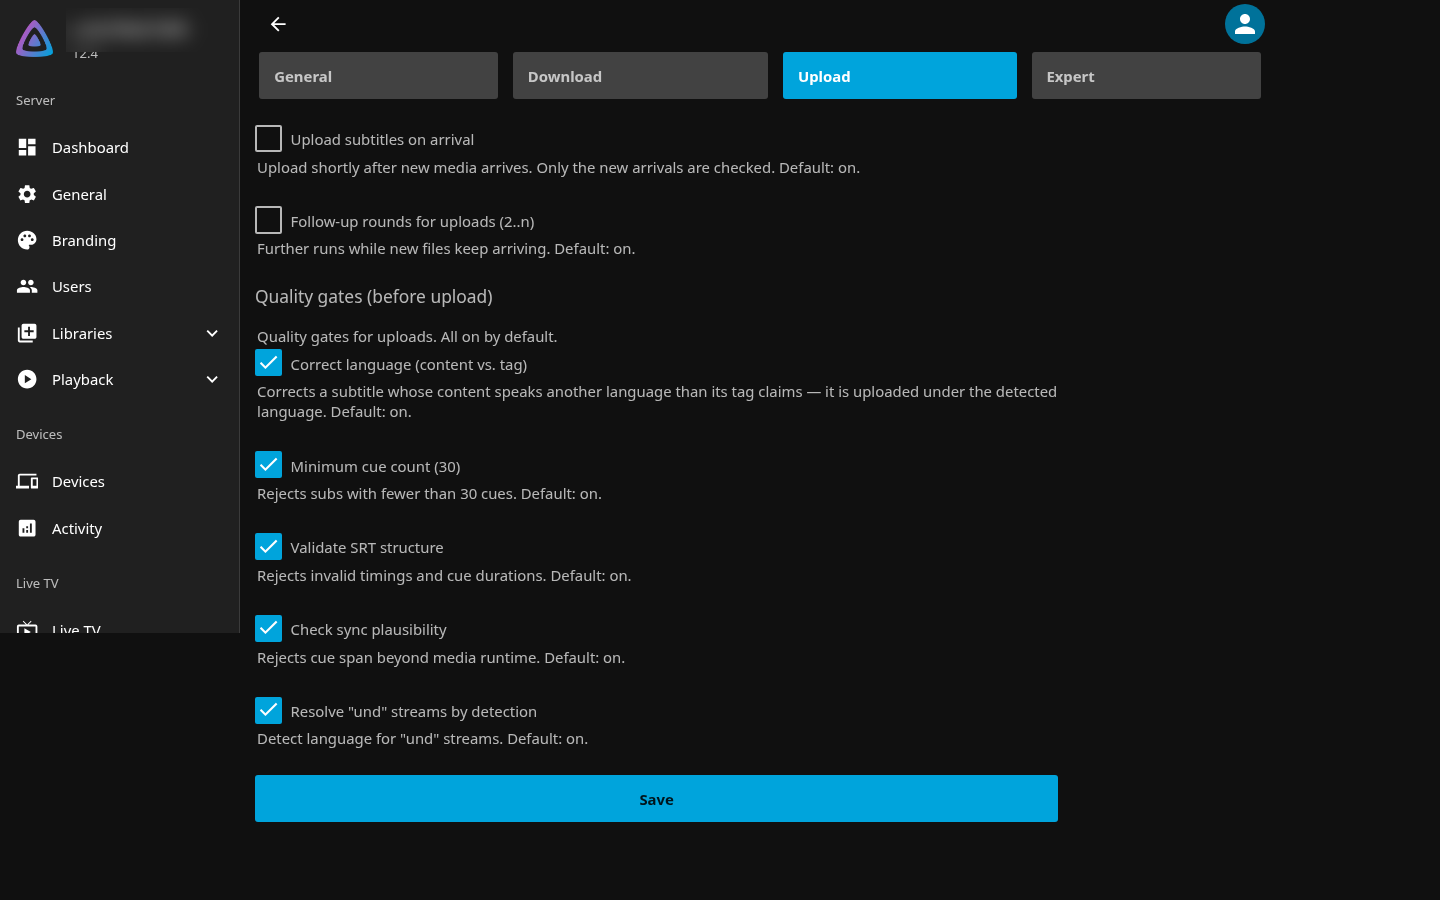 12.4
Server
Dashboard
General
Branding
Users
Libraries
Playback
Devices
Devices
Activity
Live TV
Live TV
General
Download
Upload
Expert
Upload subtitles on arrival
Upload shortly after new media arrives. Only the new arrivals are checked. Default: on.
Follow-up rounds for uploads (2..n)
Further runs while new files keep arriving. Default: on.
Quality gates (before upload)
Quality gates for uploads. All on by default.
Correct language (content vs. tag)
Corrects a subtitle whose content speaks another language than its tag claims — it is uploaded under the detected
language. Default: on.
Minimum cue count (30)
Rejects subs with fewer than 30 cues. Default: on.
Validate SRT structure
Rejects invalid timings and cue durations. Default: on.
Check sync plausibility
Rejects cue span beyond media runtime. Default: on.
Resolve "und" streams by detection
Detect language for "und" streams. Default: on.
Save